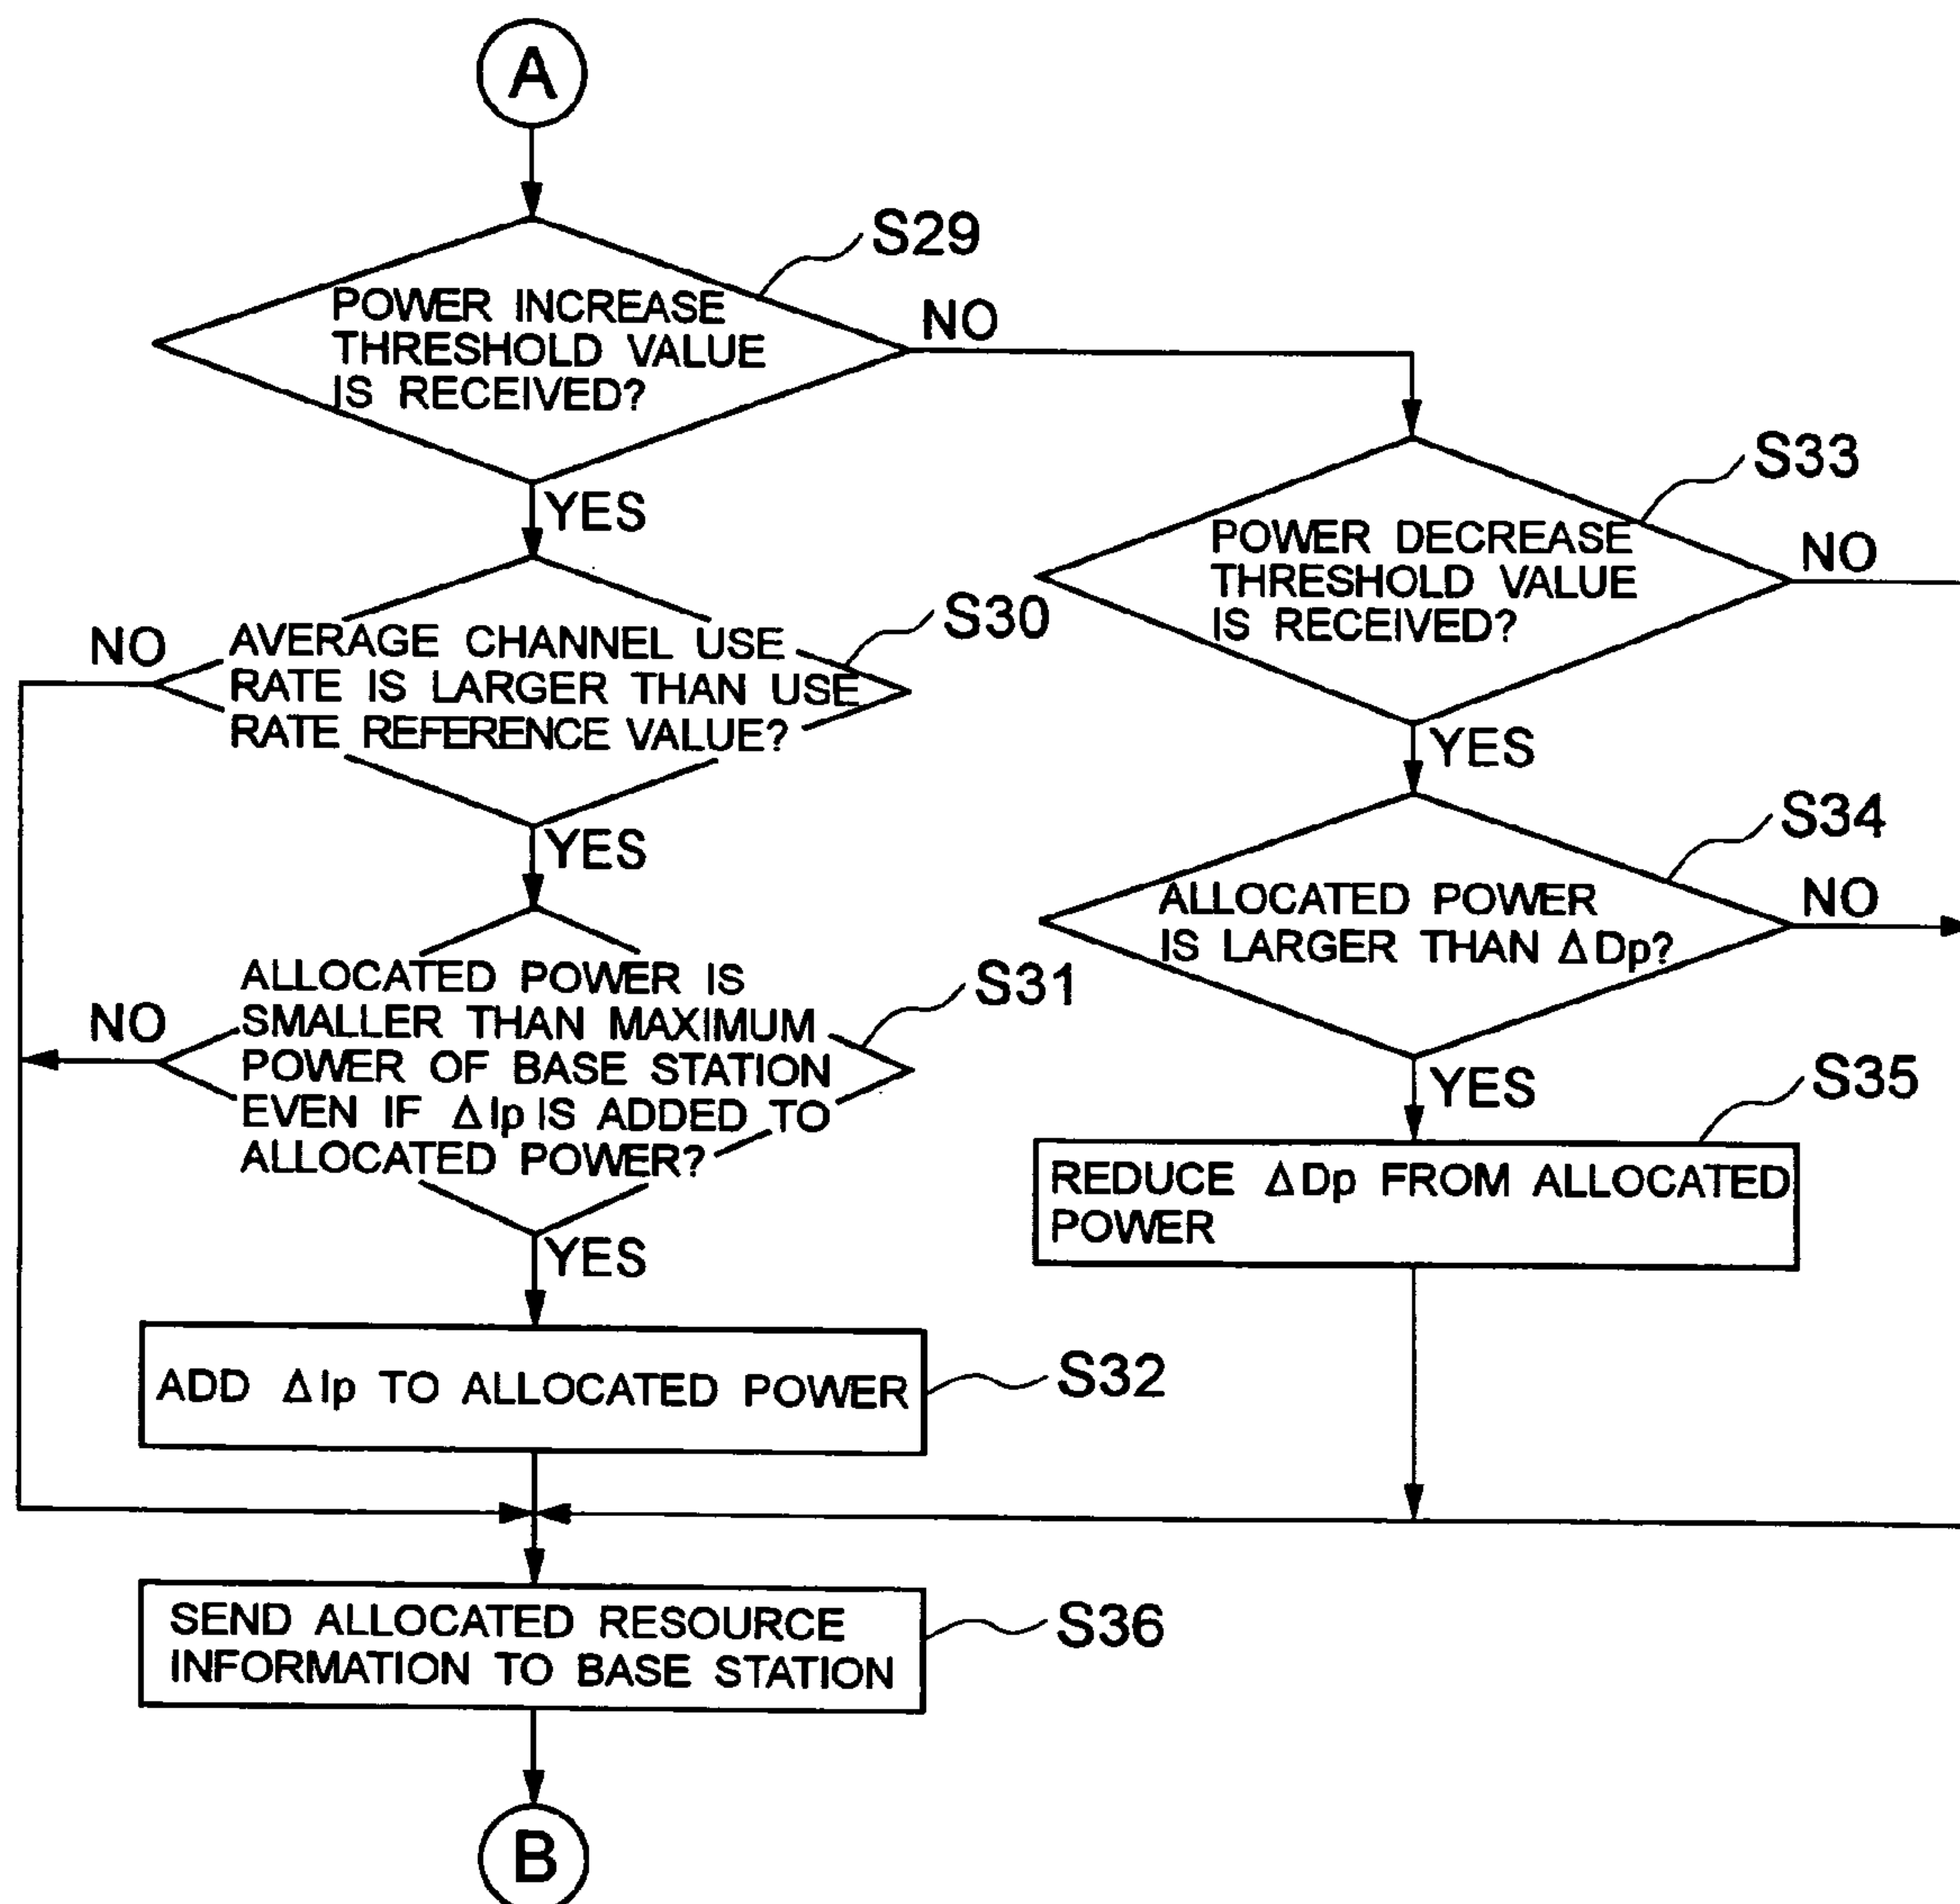 A
S29
POWER INCREASE
THRESHOLD VALUE
IS RECEIVED?
NO
YES
S33
POWER DECREASE
THRESHOLD VALUE
IS RECEIVED?
NO
YES
S30
NO
AVERAGE CHANNEL USE
RATE IS LARGER THAN USE
RATE REFERENCE VALUE?
YES
S34
ALLOCATED POWER
IS LARGER THAN ΔDp?
NO
YES
S31
NO
ALLOCATED POWER IS
SMALLER THAN MAXIMUM
POWER OF BASE STATION
EVEN IF ΔIp IS ADDED TO
ALLOCATED POWER?
YES
S35
REDUCE ΔDp FROM ALLOCATED
POWER
ADD ΔIp TO ALLOCATED POWER
S32
SEND ALLOCATED RESOURCE
INFORMATION TO BASE STATION
S36
B